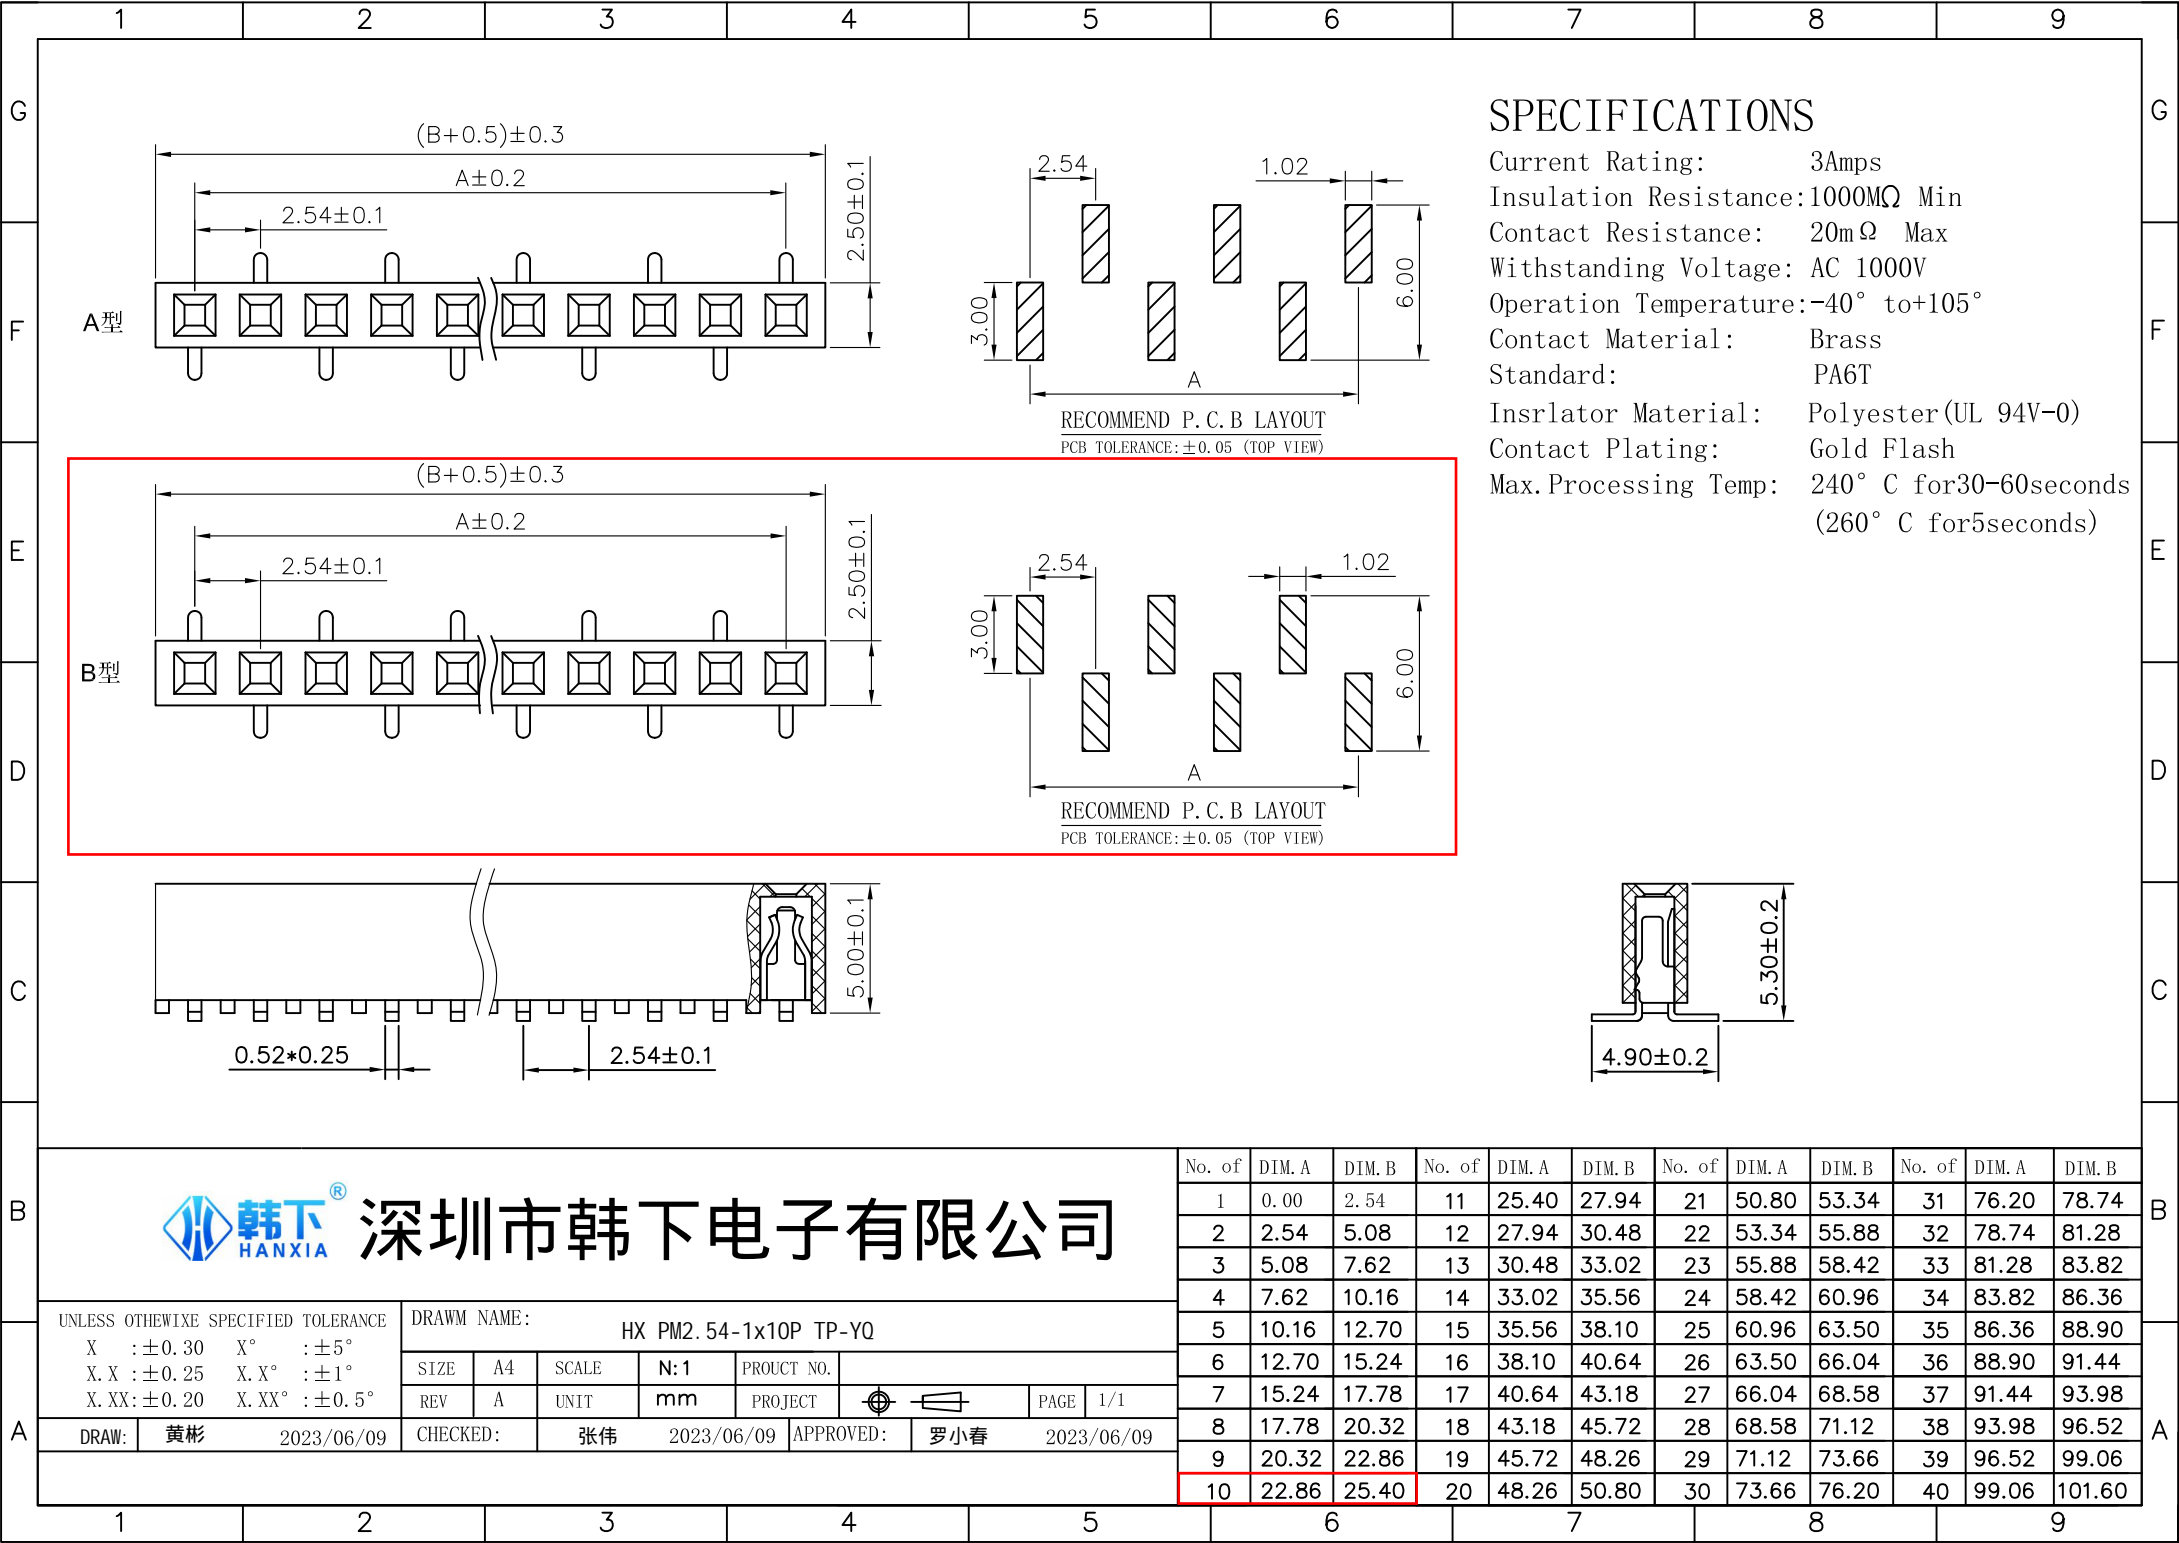 1 2 3 4 5 6 7 8 9
G G
F F
E E
D D
C C
B B
A A
(B+0.5)±0.3
A±0.2
2.54±0.1
2.50±0.1
A型
2.54
1.02
3.00
6.00
A
RECOMMEND P.C.B LAYOUT
PCB TOLERANCE:±0.05 (TOP VIEW)
SPECIFICATIONS
Current Rating: 3Amps
Insulation Resistance:1000MΩ Min
Contact Resistance: 20mΩ Max
Withstanding Voltage: AC 1000V
Operation Temperature:-40° to+105°
Contact Material: Brass
Standard: PA6T
Insrlator Material: Polyester(UL 94V-0)
Contact Plating: Gold Flash
Max.Processing Temp: 240° C for30-60seconds
(260° C for5seconds)
(B+0.5)±0.3
A±0.2
2.54±0.1
2.50±0.1
B型
2.54
1.02
3.00
6.00
A
RECOMMEND P.C.B LAYOUT
PCB TOLERANCE:±0.05 (TOP VIEW)
5.00±0.1
0.52*0.25
2.54±0.1
5.30±0.2
4.90±0.2
韩下®
HANXIA
深圳市韩下电子有限公司
UNLESS OTHEWIXE SPECIFIED TOLERANCE
X :±0.30 X° :±5°
X.X :±0.25 X.X° :±1°
X.XX:±0.20 X.XX° :±0.5°
DRAWM NAME:
HX PM2.54-1x10P TP-YQ
SIZE A4 SCALE N:1 PROUCT NO.
REV A UNIT mm PROJECT PAGE 1/1
DRAW: 黄彬 2023/06/09 CHECKED: 张伟 2023/06/09 APPROVED: 罗小春 2023/06/09
No. of DIM.A DIM.B No. of DIM.A DIM.B No. of DIM.A DIM.B No. of DIM.A DIM.B
1 0.00 2.54 11 25.40 27.94 21 50.80 53.34 31 76.20 78.74
2 2.54 5.08 12 27.94 30.48 22 53.34 55.88 32 78.74 81.28
3 5.08 7.62 13 30.48 33.02 23 55.88 58.42 33 81.28 83.82
4 7.62 10.16 14 33.02 35.56 24 58.42 60.96 34 83.82 86.36
5 10.16 12.70 15 35.56 38.10 25 60.96 63.50 35 86.36 88.90
6 12.70 15.24 16 38.10 40.64 26 63.50 66.04 36 88.90 91.44
7 15.24 17.78 17 40.64 43.18 27 66.04 68.58 37 91.44 93.98
8 17.78 20.32 18 43.18 45.72 28 68.58 71.12 38 93.98 96.52
9 20.32 22.86 19 45.72 48.26 29 71.12 73.66 39 96.52 99.06
10 22.86 25.40 20 48.26 50.80 30 73.66 76.20 40 99.06 101.60
1 2 3 4 5 6 7 8 9